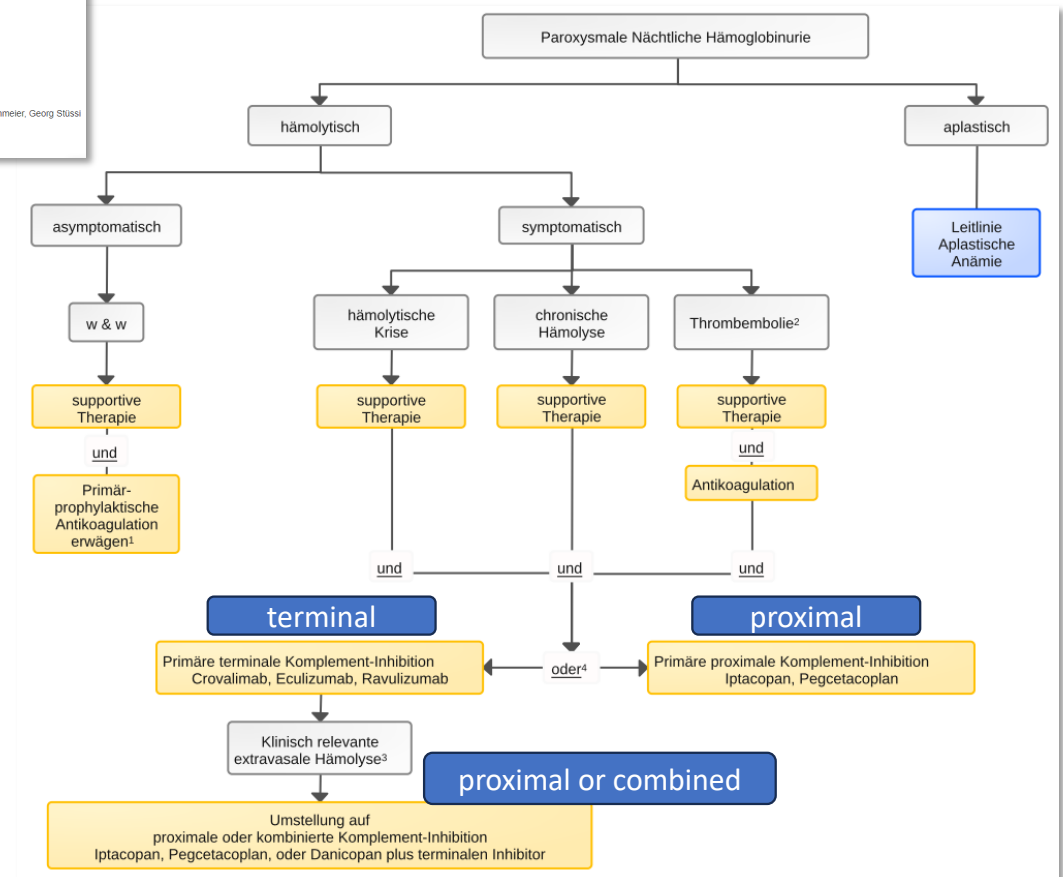 nmeier, Georg Stüssi
Paroxysmale Nächtliche Hämoglobinurie
hämolytisch
aplastisch
asymptomatisch
symptomatisch
Leitlinie
Aplastische
Anämie
w & w
hämolytische
Krise
chronische
Hämolyse
Thrombembolie²
supportive
Therapie
supportive
Therapie
supportive
Therapie
supportive
Therapie
und
und
Primär-
prophylaktische
Antikoagulation
erwägen¹
Antikoagulation
und
und
und
terminal
proximal
Primäre terminale Komplement-Inhibition
Crovalimab, Eculizumab, Ravulizumab
oder⁴
Primäre proximale Komplement-Inhibition
Iptacopan, Pegcetacoplan
Klinisch relevante
extravasale Hämolyse³
proximal or combined
Umstellung auf
proximale oder kombinierte Komplement-Inhibition
Iptacopan, Pegcetacoplan, oder Danicopan plus terminalen Inhibitor